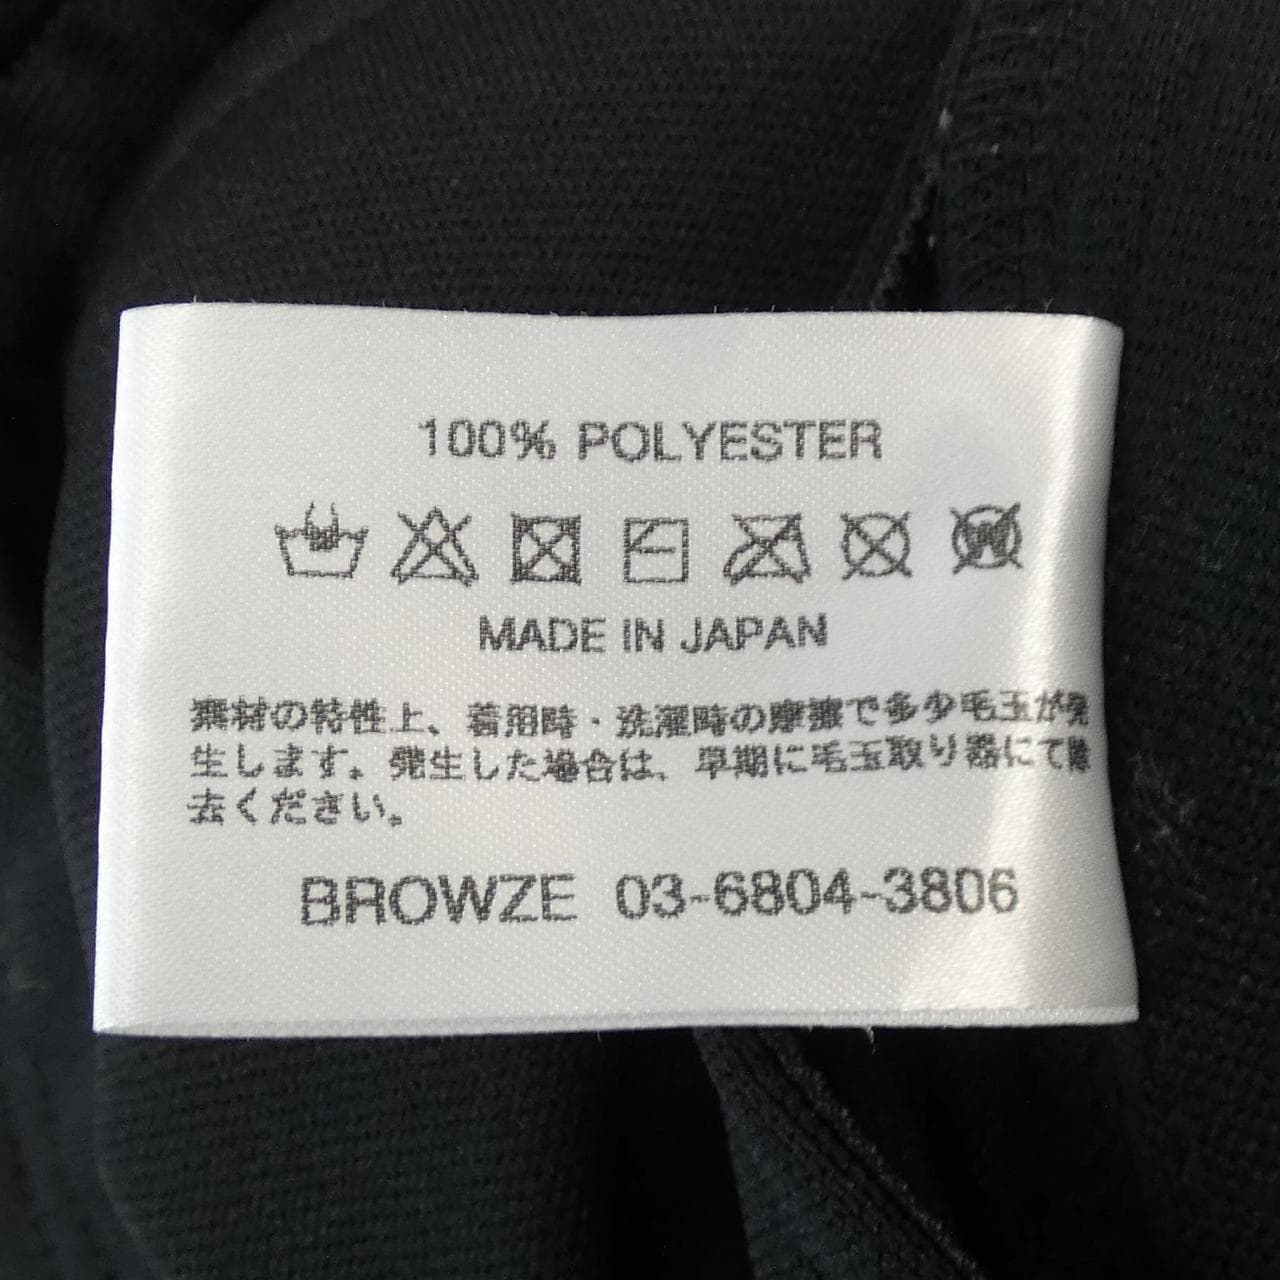 100% POLYESTER
MADE IN JAPAN
素材の特性上、着用時・洗濯時の摩擦で多少毛玉が発
生します。発生した場合は、早期に毛玉取り器にて除
去ください。
BROWZE 03-6804-3806